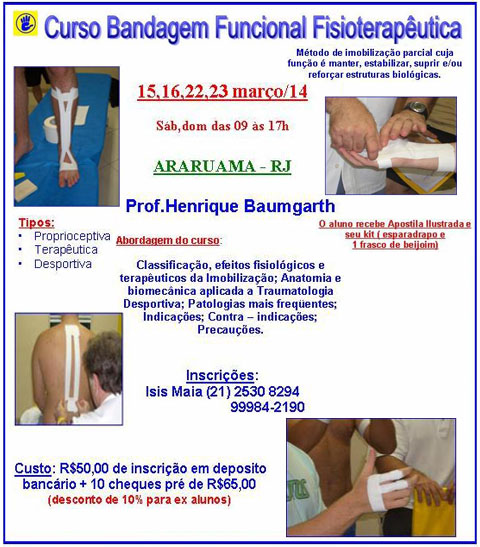 Curso Bandagem Funcional Fisioterapêutica
Método de imobilização parcial cuja
função é manter, estabilizar, suprir e/ou
reforçar estruturas biológicas.
15,16,22,23 março/14
Sáb,dom das 09 às 17h
ARARUAMA - RJ
Prof.Henrique Baumgarth
Tipos:
• Proprioceptiva
• Terapêutica
• Desportiva
O aluno recebe Apostila Ilustrada e
seu kit ( esparadrapo e
1 frasco de beijoim)
Abordagem do curso:
Classificação, efeitos fisiológicos e
terapêuticos da Imobilização; Anatomia e
biomecânica aplicada a Traumatologia
Desportiva; Patologias mais freqüentes;
Indicações; Contra – indicações;
Precauções.
Inscrições:
Isis Maia (21) 2530 8294
99984-2190
Custo: R$50,00 de inscrição em deposito
bancário + 10 cheques pré de R$65,00
(desconto de 10% para ex alunos)